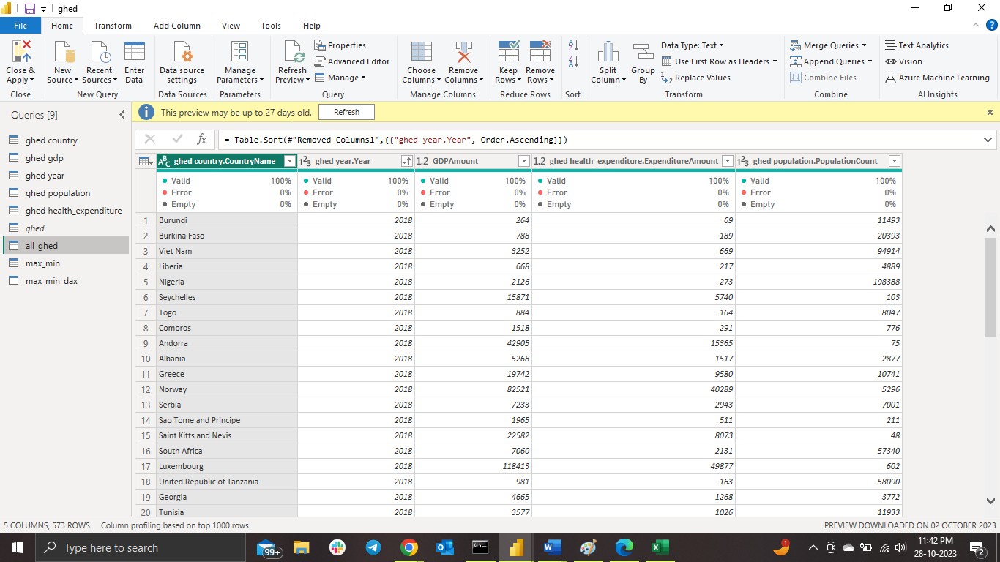 ghed
File Home Transform Add Column View Tools Help
Close & Apply
Close
New Source
Recent Sources
Enter Data
New Query
Data source settings
Data Sources
Manage Parameters
Parameters
Refresh Preview
Properties
Advanced Editor
Manage
Query
Choose Columns
Remove Columns
Manage Columns
Keep Rows
Remove Rows
Reduce Rows
Sort
Split Column
Group By
Data Type: Text
Use First Row as Headers
Replace Values
Transform
Merge Queries
Append Queries
Combine Files
Combine
Text Analytics
Vision
Azure Machine Learning
AI Insights
Queries [9]
ghed country
ghed gdp
ghed year
ghed population
ghed health_expenditure
ghed
all_ghed
max_min
max_min_dax
This preview may be up to 27 days old. Refresh
= Table.Sort(#"Removed Columns1",{{"ghed year.Year", Order.Ascending}})
ghed country.CountryName ghed year.Year GDPAmount ghed health_expenditure.ExpenditureAmount ghed population.PopulationCount
Valid 100% Valid 100% Valid 100% Valid 100% Valid 100%
Error 0% Error 0% Error 0% Error 0% Error 0%
Empty 0% Empty 0% Empty 0% Empty 0% Empty 0%
1 Burundi 2018 264 69 11493
2 Burkina Faso 2018 788 189 20393
3 Viet Nam 2018 3252 669 94914
4 Liberia 2018 668 217 4889
5 Nigeria 2018 2126 273 198388
6 Seychelles 2018 15871 5740 103
7 Togo 2018 884 164 8047
8 Comoros 2018 1518 291 776
9 Andorra 2018 42905 15365 75
10 Albania 2018 5268 1517 2877
11 Greece 2018 19742 9580 10741
12 Norway 2018 82521 40289 5296
13 Serbia 2018 7233 2943 7001
14 Sao Tome and Principe 2018 1965 511 211
15 Saint Kitts and Nevis 2018 22582 8073 48
16 South Africa 2018 7060 2131 57340
17 Luxembourg 2018 118413 49877 602
18 United Republic of Tanzania 2018 981 163 58090
19 Georgia 2018 4665 1268 3772
20 Tunisia 2018 3577 1026 11933
5 COLUMNS, 573 ROWS Column profiling based on top 1000 rows PREVIEW DOWNLOADED ON 02 OCTOBER 2023
Type here to search
99+
1
11:42 PM
28-10-2023
2